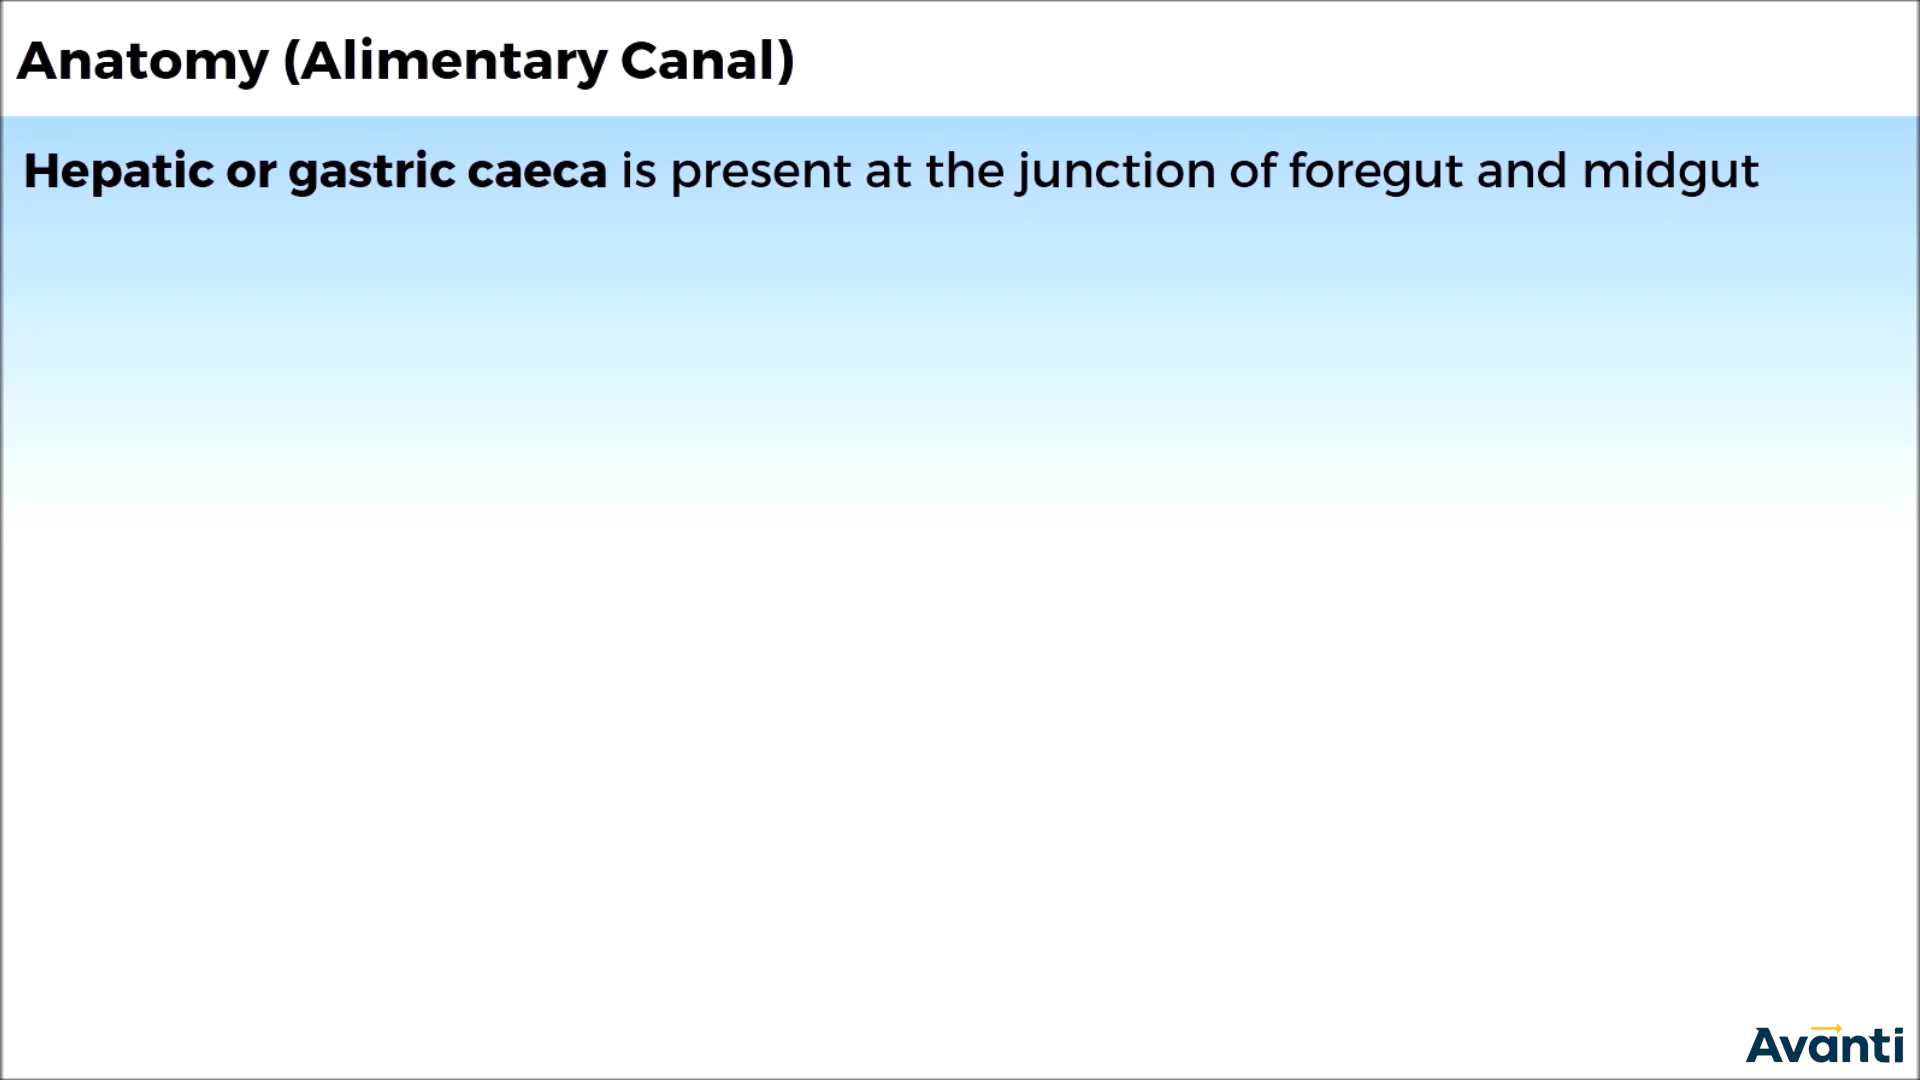 Anatomy (Alimentary Canal)
Hepatic or gastric caeca is present at the junction of foregut and midgut
Avanti